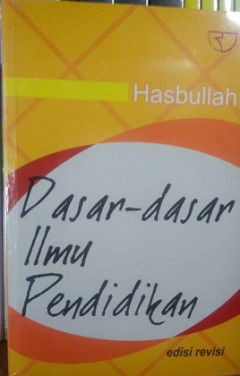 Hasbullah
Dasar-dasar
Ilmu
Pendidikan
edisi revisi